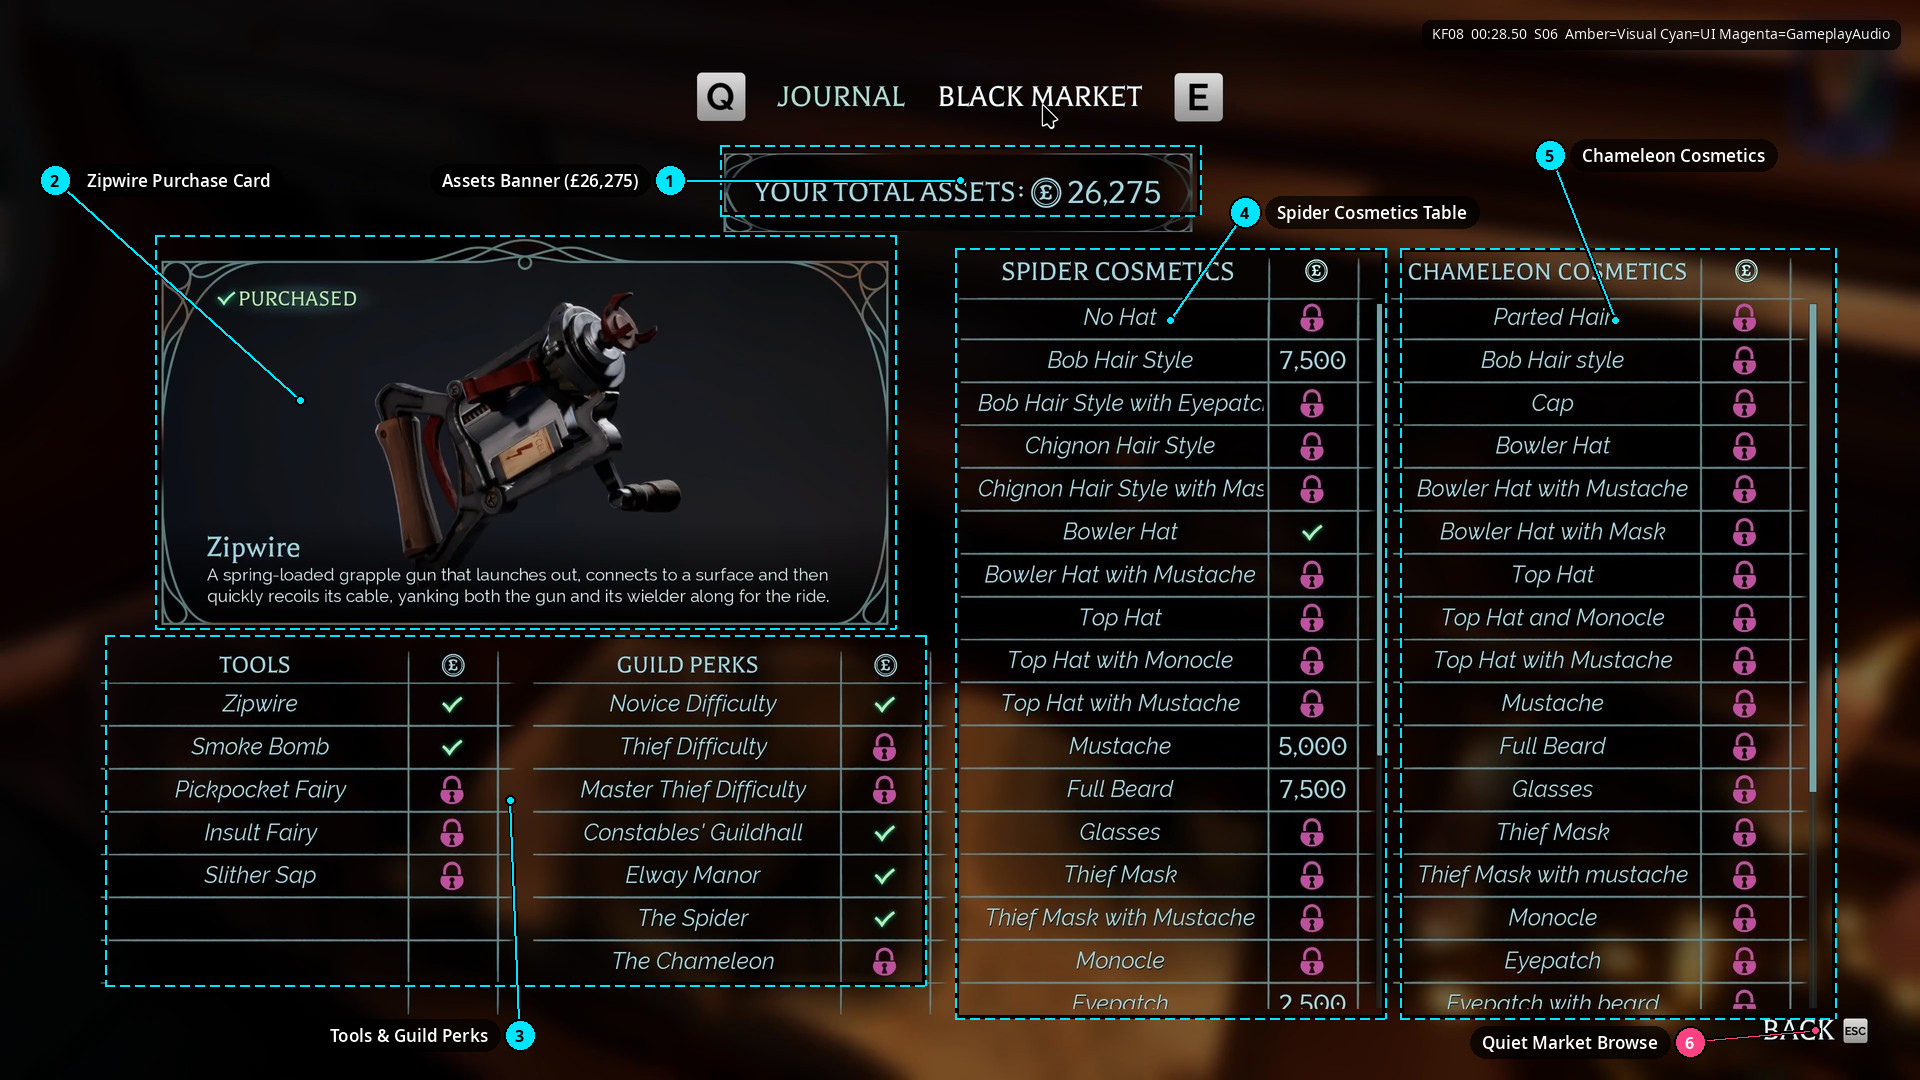 KF08 00:28.50 S06 Amber=Visual Cyan=UI Magenta=GameplayAudio
Q JOURNAL BLACK MARKET E
5 Chameleon Cosmetics
2 Zipwire Purchase Card
Assets Banner (£26,275) 1
YOUR TOTAL ASSETS: £ 26,275
4 Spider Cosmetics Table
✓ PURCHASED
Zipwire
A spring-loaded grapple gun that launches out, connects to a surface and then
quickly recoils its cable, yanking both the gun and its wielder along for the ride.
TOOLS £
Zipwire ✓
Smoke Bomb ✓
Pickpocket Fairy
Insult Fairy
Slither Sap
GUILD PERKS £
Novice Difficulty ✓
Thief Difficulty
Master Thief Difficulty
Constables' Guildhall ✓
Elway Manor ✓
The Spider ✓
The Chameleon
Tools & Guild Perks 3
SPIDER COSMETICS £
No Hat
Bob Hair Style 7,500
Bob Hair Style with Eyepatc
Chignon Hair Style
Chignon Hair Style with Mas
Bowler Hat ✓
Bowler Hat with Mustache
Top Hat
Top Hat with Monocle
Top Hat with Mustache
Mustache 5,000
Full Beard 7,500
Glasses
Thief Mask
Thief Mask with Mustache
Monocle
Eyepatch 2,500
CHAMELEON COSMETICS £
Parted Hair
Bob Hair style
Cap
Bowler Hat
Bowler Hat with Mustache
Bowler Hat with Mask
Top Hat
Top Hat and Monocle
Top Hat with Mustache
Mustache
Full Beard
Glasses
Thief Mask
Thief Mask with mustache
Monocle
Eyepatch
Eyepatch with beard
Quiet Market Browse 6
BACK ESC